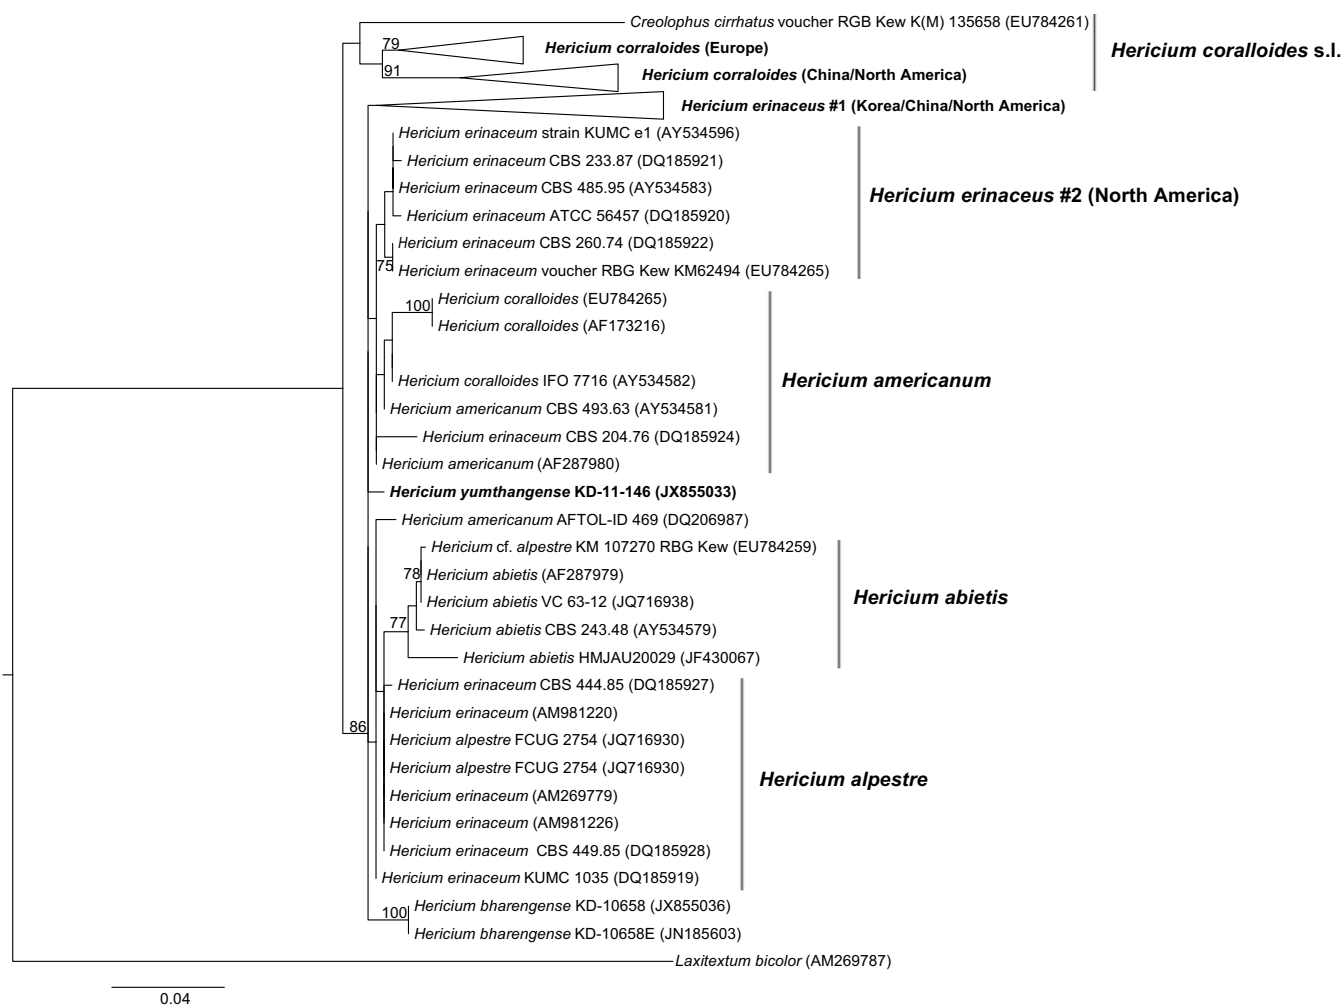 Creolophus cirrhatus voucher RGB Kew K(M) 135658 (EU784261)
79
Hericium corraloides (Europe)
Hericium coralloides s.l.
91
Hericium corraloides (China/North America)
Hericium erinaceus #1 (Korea/China/North America)
Hericium erinaceum strain KUMC e1 (AY534596)
Hericium erinaceum CBS 233.87 (DQ185921)
Hericium erinaceum CBS 485.95 (AY534583)
Hericium erinaceus #2 (North America)
Hericium erinaceum ATCC 56457 (DQ185920)
Hericium erinaceum CBS 260.74 (DQ185922)
75
Hericium erinaceum voucher RBG Kew KM62494 (EU784265)
Hericium coralloides (EU784265)
100
Hericium coralloides (AF173216)
Hericium coralloides IFO 7716 (AY534582)
Hericium americanum
Hericium americanum CBS 493.63 (AY534581)
Hericium erinaceum CBS 204.76 (DQ185924)
Hericium americanum (AF287980)
Hericium yumthangense KD-11-146 (JX855033)
Hericium americanum AFTOL-ID 469 (DQ206987)
Hericium cf. alpestre KM 107270 RBG Kew (EU784259)
78
Hericium abietis (AF287979)
Hericium abietis VC 63-12 (JQ716938)
Hericium abietis
77
Hericium abietis CBS 243.48 (AY534579)
Hericium abietis HMJAU20029 (JF430067)
Hericium erinaceum CBS 444.85 (DQ185927)
Hericium erinaceum (AM981220)
86
Hericium alpestre FCUG 2754 (JQ716930)
Hericium alpestre FCUG 2754 (JQ716930)
Hericium alpestre
Hericium erinaceum (AM269779)
Hericium erinaceum (AM981226)
Hericium erinaceum CBS 449.85 (DQ185928)
Hericium erinaceum KUMC 1035 (DQ185919)
Hericium bharengense KD-10658 (JX855036)
100
Hericium bharengense KD-10658E (JN185603)
Laxitextum bicolor (AM269787)
0.04